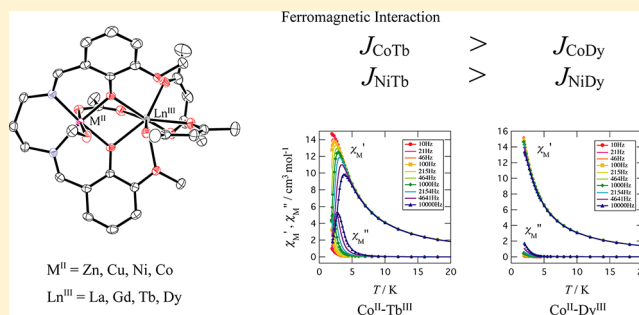 Ferromagnetic Interaction
J_CoTb > J_CoDy
J_NiTb > J_NiDy
M^II
Ln^III
M^II = Zn, Cu, Ni, Co
Ln^III = La, Gd, Tb, Dy
χ_M′ , χ_M″ / cm³ mol⁻¹
14
12
10
8
6
4
2
0
χ_M′
χ_M″
10Hz
21Hz
46Hz
100Hz
215Hz
464Hz
1000Hz
2154Hz
4641Hz
10000Hz
0 5 10 15 20
T / K
Co^II-Tb^III
14
12
10
8
6
4
2
0
χ_M′
χ_M″
10Hz
21Hz
46Hz
100Hz
215Hz
464Hz
1000Hz
2154Hz
4641Hz
10000Hz
0 5 10 15 20
T / K
Co^II-Dy^III